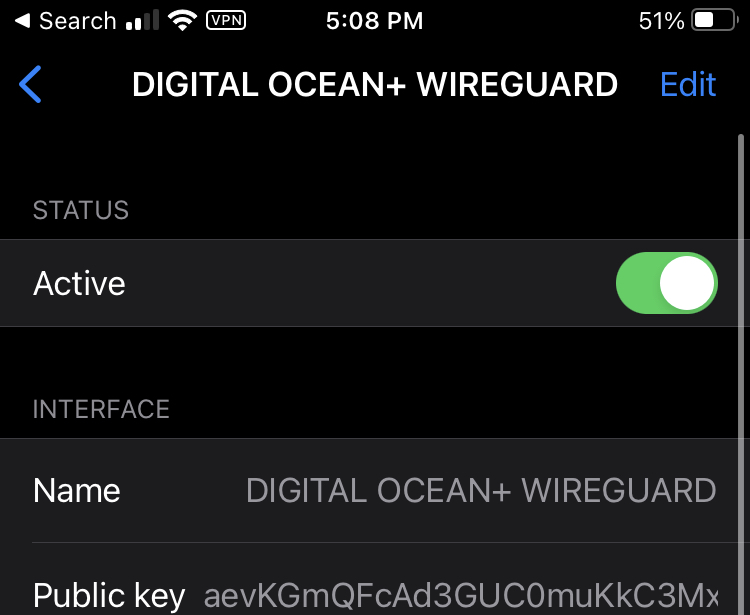 Search VPN 5:08 PM 51%
DIGITAL OCEAN+ WIREGUARD Edit
STATUS
Active
INTERFACE
Name DIGITAL OCEAN+ WIREGUARD
Public key aevKGmQFcAd3GUC0muKkC3Mx